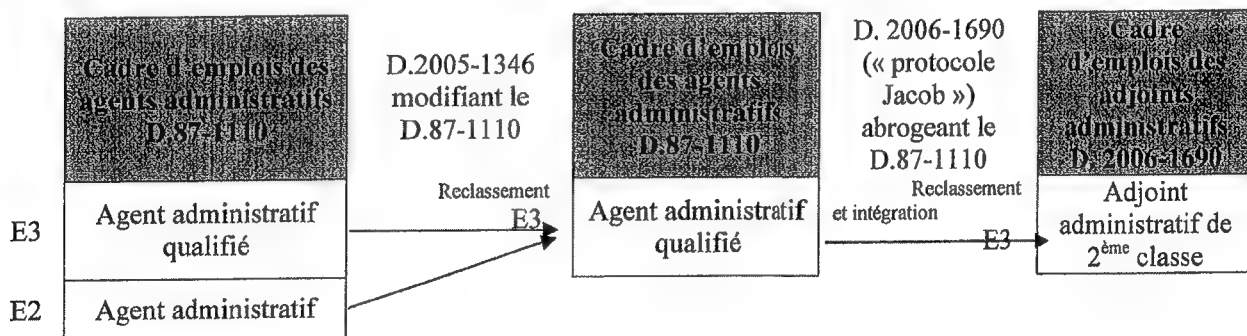 Cadre d'emplois des
agents administratifs
D.87-1110
E3
Agent administratif
qualifié
E2
Agent administratif
D.2005-1346
modifiant le
D.87-1110
Reclassement
E3
Cadre d'emplois
des agents
administratifs
D.87-1110
Agent administratif
qualifié
D. 2006-1690
(« protocole
Jacob »)
abrogeant le
D.87-1110
Reclassement
et intégration
E3
Cadre
d'emplois des
adjoints
administratifs
D. 2006-1690
Adjoint
administratif de
2ème classe